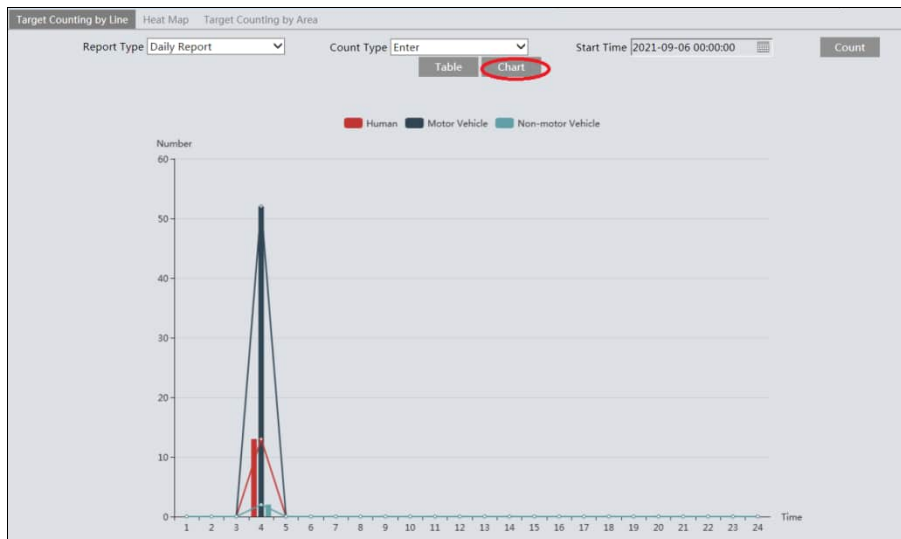 Target Counting by Line Heat Map Target Counting by Area
Report Type Daily Report Count Type Enter Start Time 2021-09-06 00:00:00 Count
Table Chart
Human Motor Vehicle Non-motor Vehicle
Number
60
50
40
30
20
10
0
1 2 3 4 5 6 7 8 9 10 11 12 13 14 15 16 17 18 19 20 21 22 23 24 Time